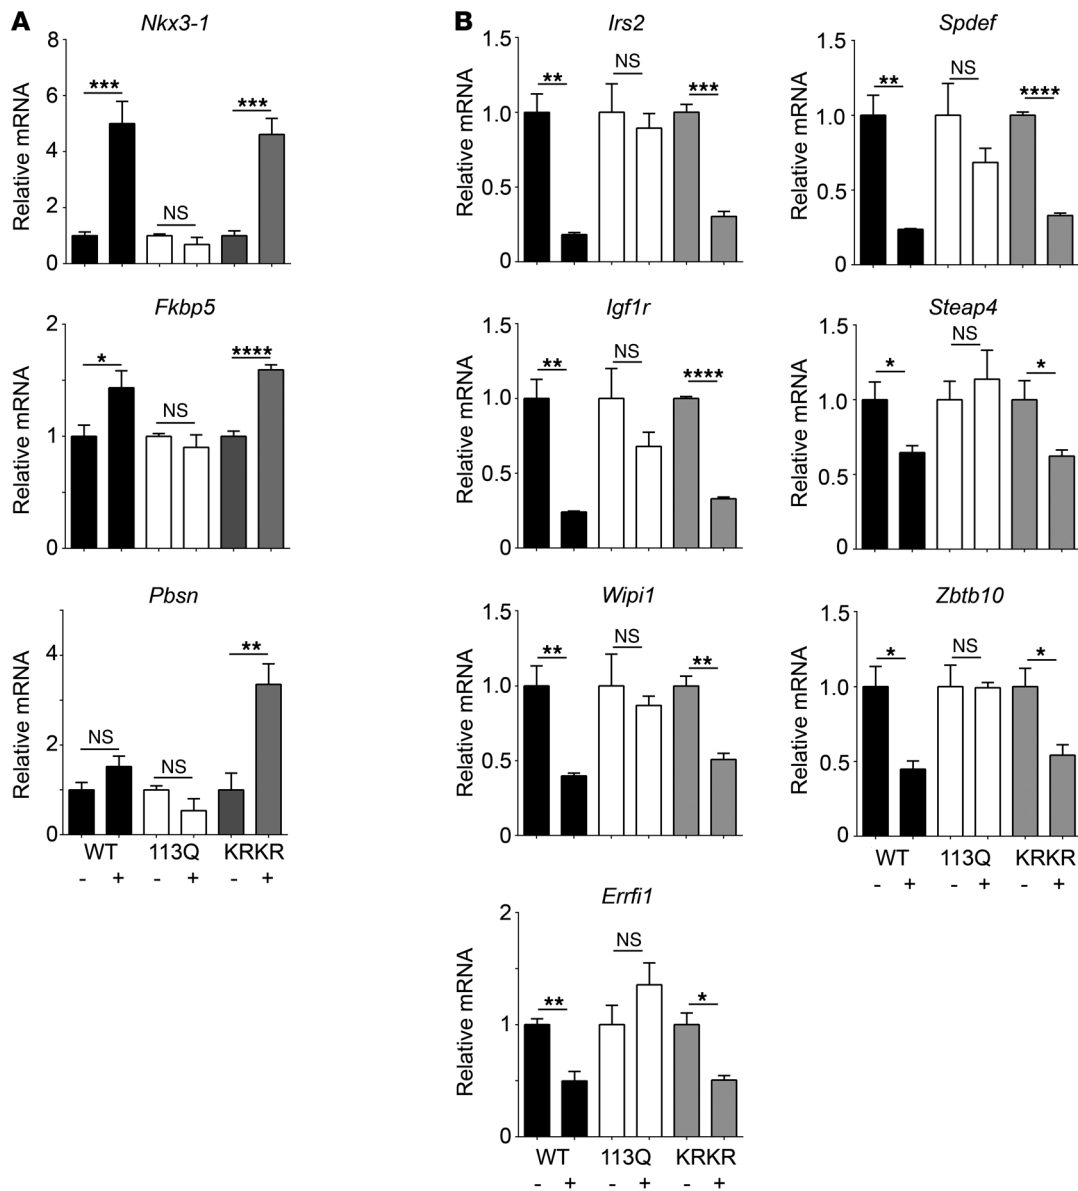 A
Nkx3-1
Relative mRNA
8
6
4
2
0
***
NS
***
Fkbp5
Relative mRNA
2
1
0
*
NS
****
Pbsn
Relative mRNA
4
2
0
NS
NS
**
WT 113Q KRKR
- + - + - +
B
Irs2
Relative mRNA
1.5
1.0
0.5
0
**
NS
***
Spdef
Relative mRNA
1.5
1.0
0.5
0
**
NS
****
Igf1r
Relative mRNA
1.5
1.0
0.5
0
**
NS
****
Steap4
Relative mRNA
1.5
1.0
0.5
0
*
NS
*
Wipi1
Relative mRNA
1.5
1.0
0.5
0
**
NS
**
Zbtb10
Relative mRNA
1.5
1.0
0.5
0
*
NS
*
WT 113Q KRKR
- + - + - +
Errfi1
Relative mRNA
2
1
0
**
NS
*
WT 113Q KRKR
- + - + - +